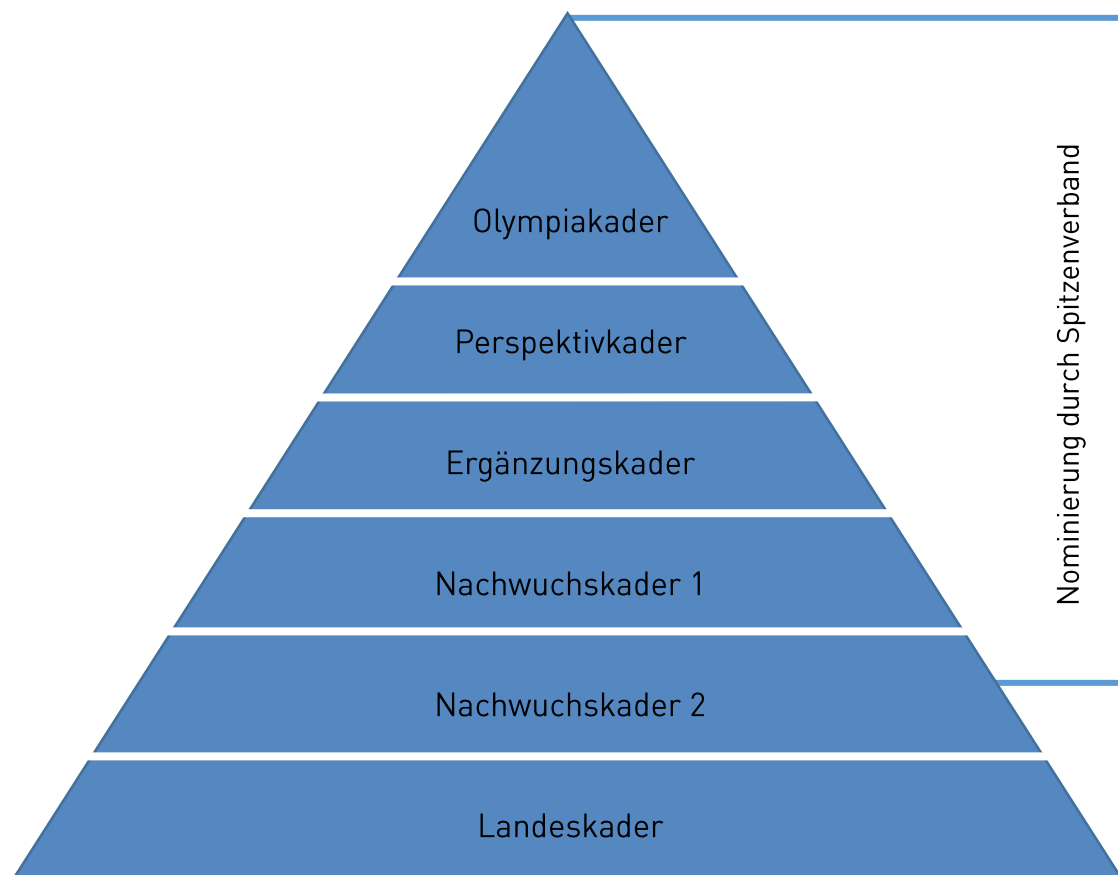 Olympiakader
Perspektivkader
Ergänzungskader
Nachwuchskader 1
Nachwuchskader 2
Landeskader
Nominierung durch Spitzenverband